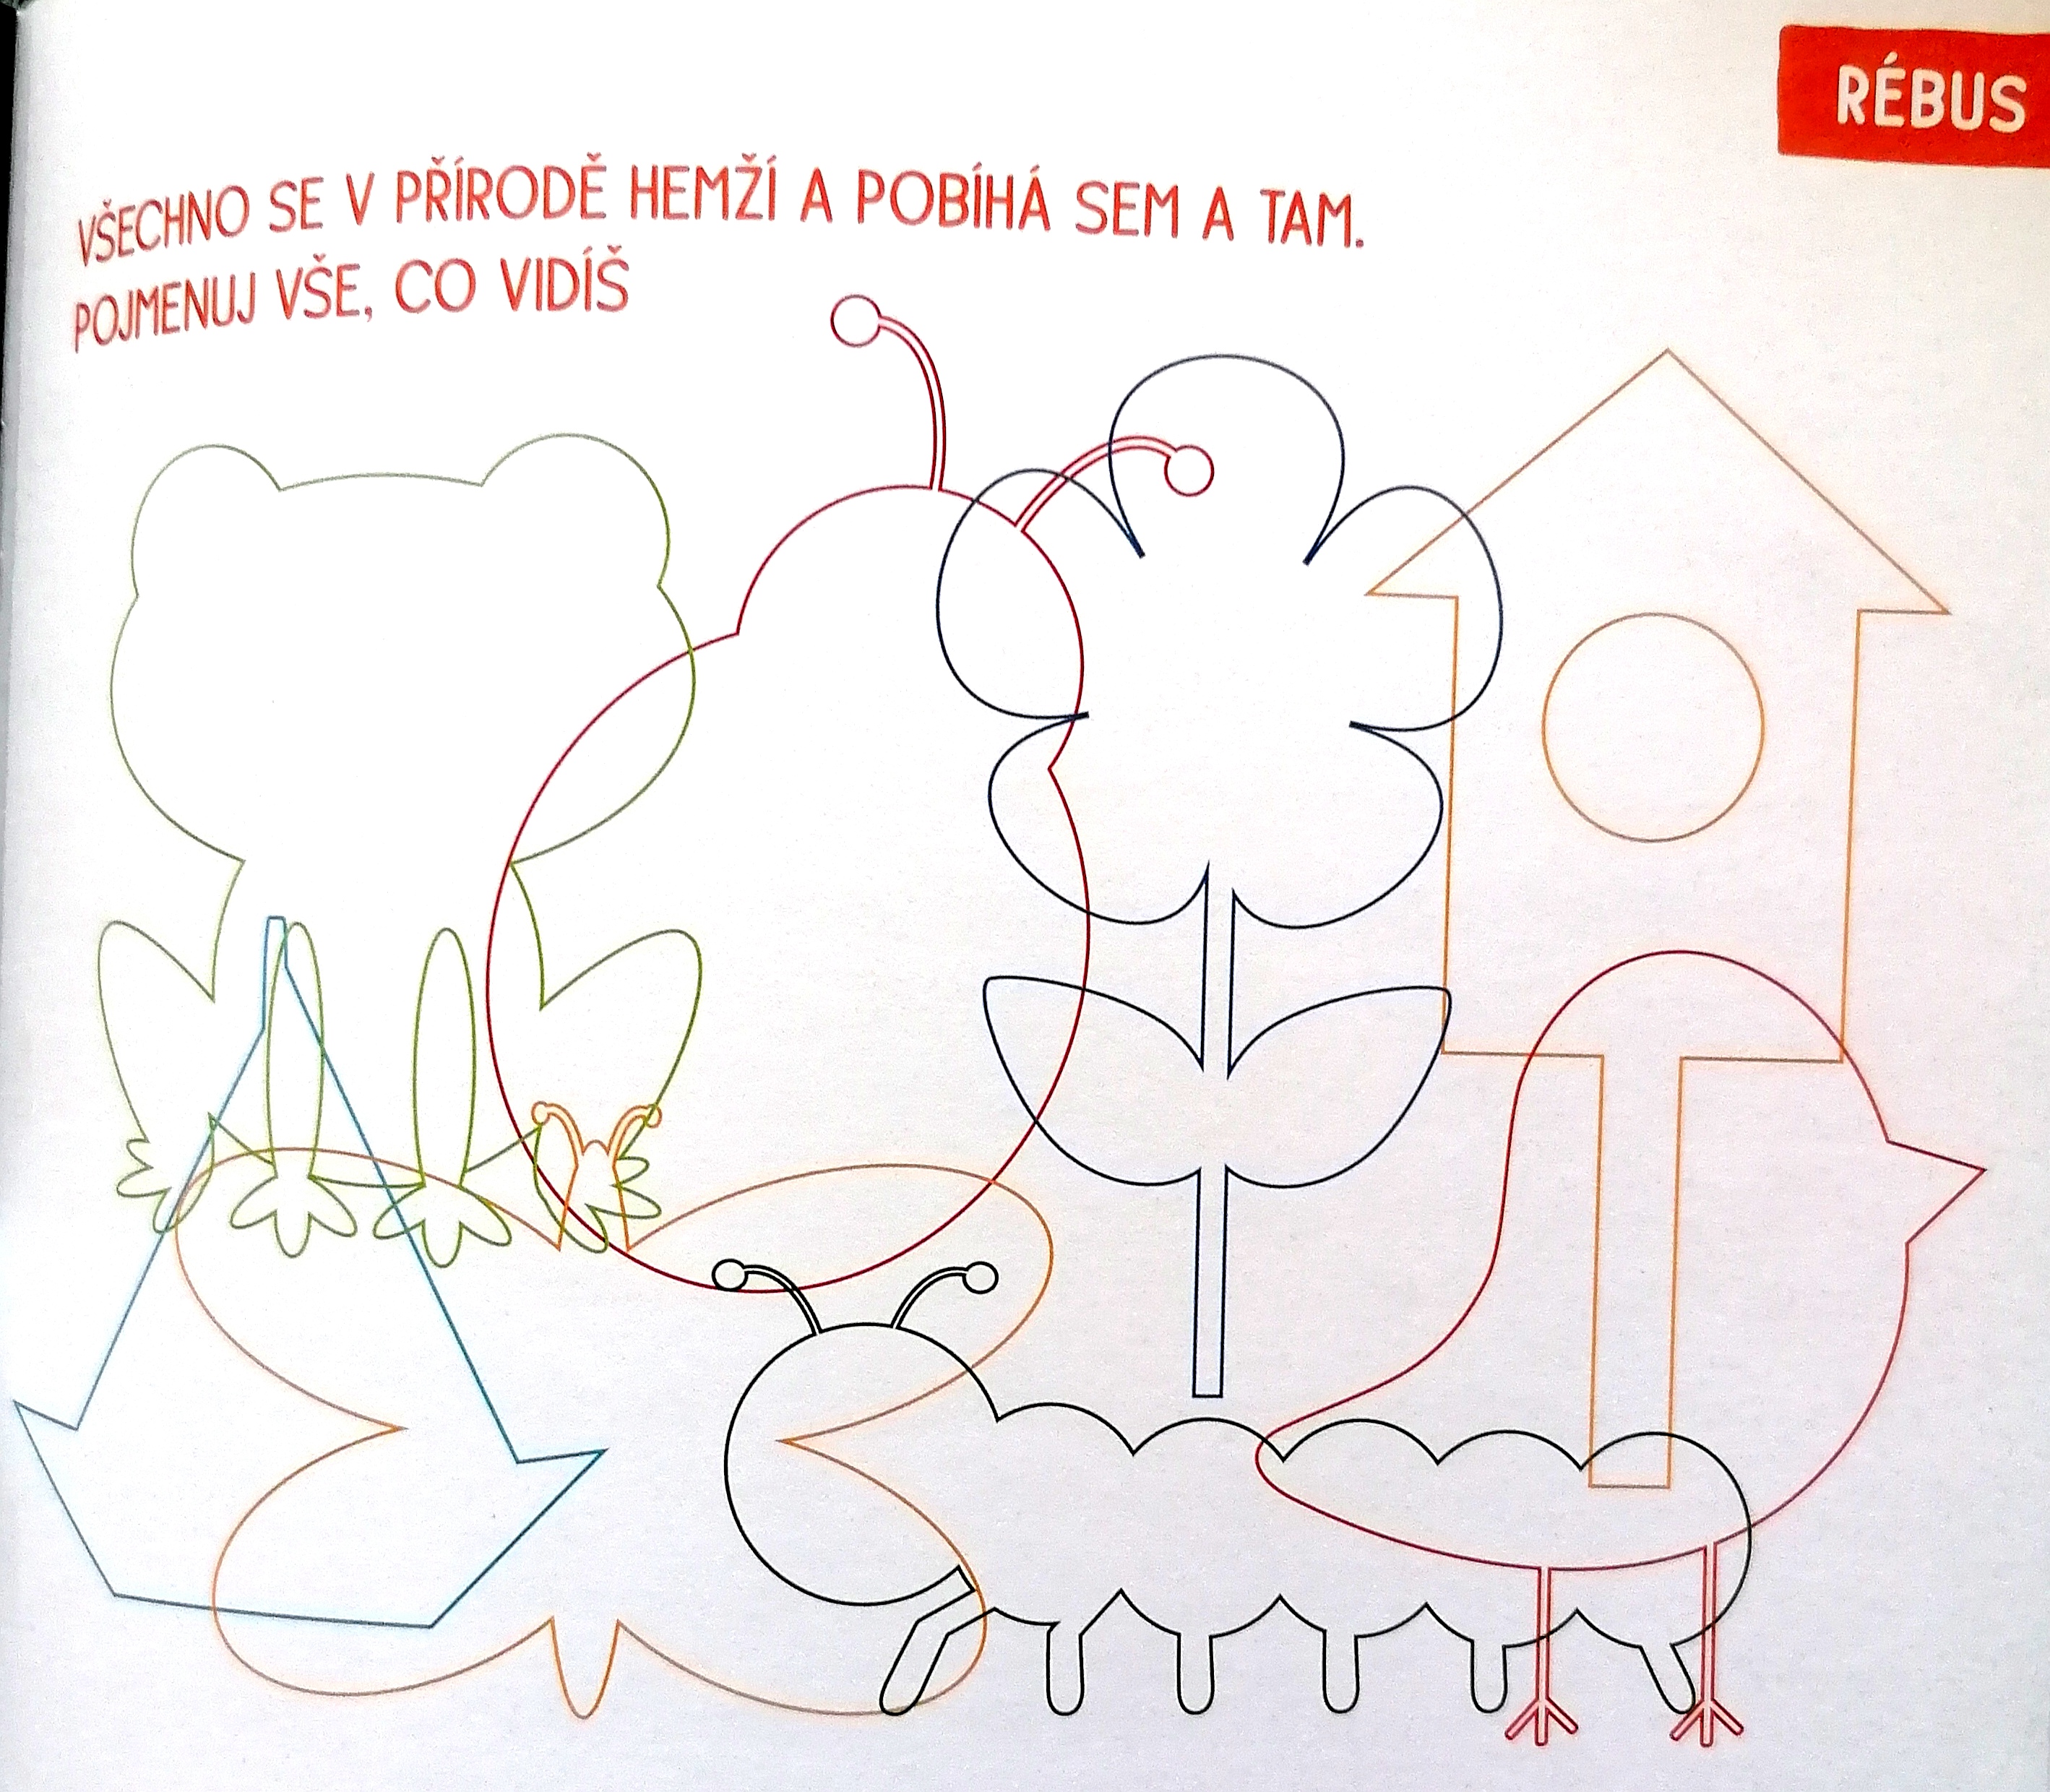 RÉBUS
VŠECHNO SE V PŘÍRODĚ HEMŽÍ A POBÍHÁ SEM A TAM.
POJMENUJ VŠE, CO VIDÍŠ